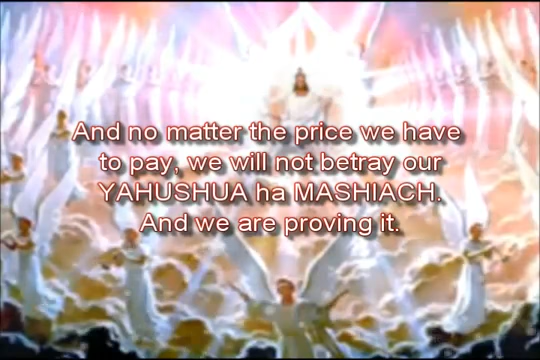 And no matter the price we have
to pay, we will not betray our
YAHUSHUA ha MASHIACH.
And we are proving it.